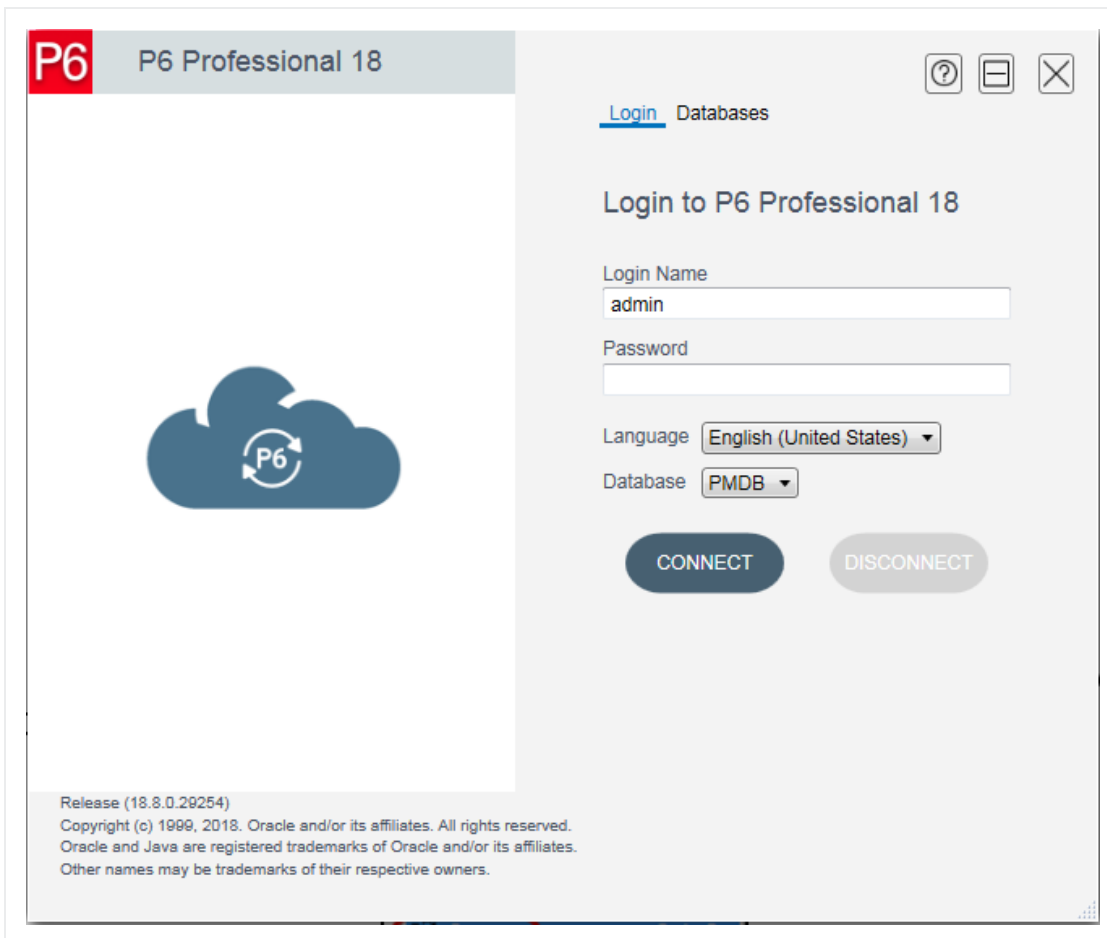 P6 P6 Professional 18
Login Databases
Login to P6 Professional 18
Login Name
admin
Password
Language English (United States)
Database PMDB
P6
CONNECT DISCONNECT
Release (18.8.0.29254)
Copyright (c) 1999, 2018. Oracle and/or its affiliates. All rights reserved.
Oracle and Java are registered trademarks of Oracle and/or its affiliates.
Other names may be trademarks of their respective owners.